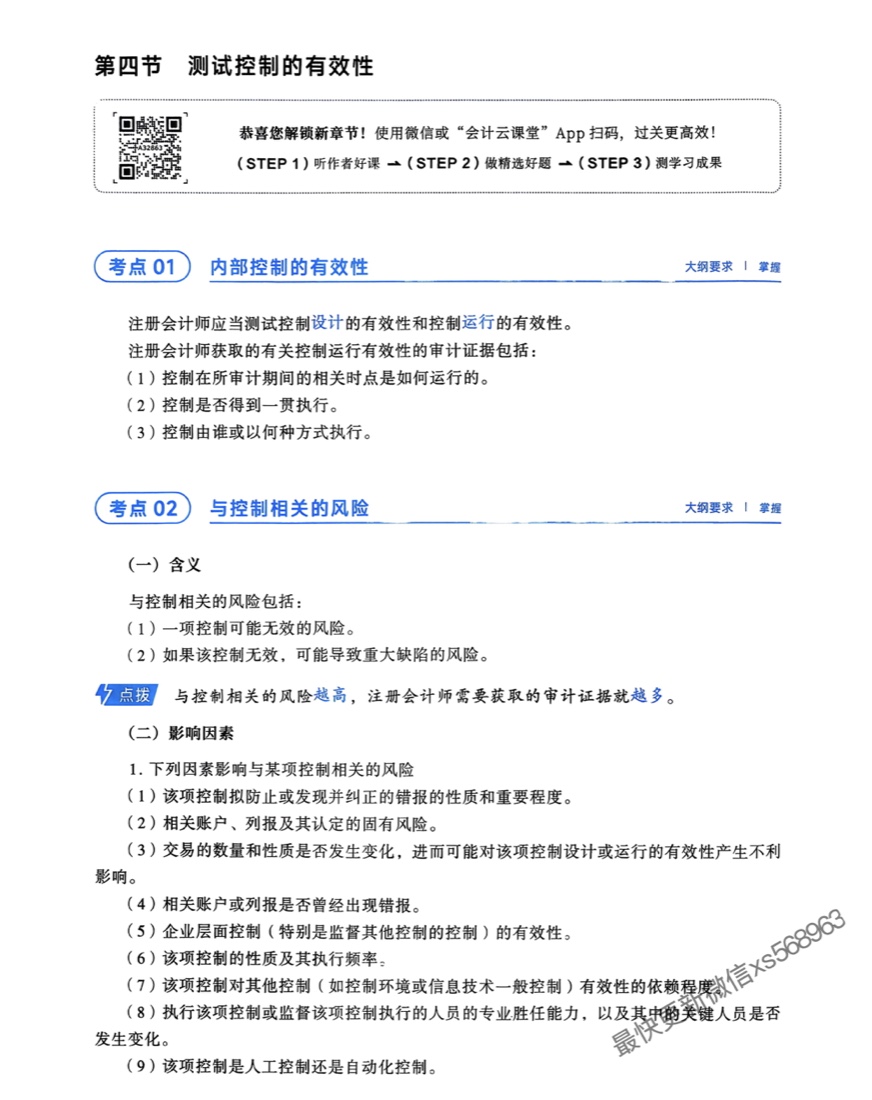 第四节 测试控制的有效性
恭喜您解锁新章节！使用微信或“会计云课堂”App 扫码，过关更高效！
（STEP 1）听作者好课 ⇀（STEP 2）做精选好题 ⇀（STEP 3）测学习成果
考点 01 内部控制的有效性 大纲要求 | 掌握
注册会计师应当测试控制设计的有效性和控制运行的有效性。
注册会计师获取的有关控制运行有效性的审计证据包括：
（1）控制在所审计期间的相关时点是如何运行的。
（2）控制是否得到一贯执行。
（3）控制由谁或以何种方式执行。
考点 02 与控制相关的风险 大纲要求 | 掌握
（一）含义
与控制相关的风险包括：
（1）一项控制可能无效的风险。
（2）如果该控制无效，可能导致重大缺陷的风险。
点拨 与控制相关的风险越高，注册会计师需要获取的审计证据就越多。
（二）影响因素
1. 下列因素影响与某项控制相关的风险
（1）该项控制拟防止或发现并纠正的错报的性质和重要程度。
（2）相关账户、列报及其认定的固有风险。
（3）交易的数量和性质是否发生变化，进而可能对该项控制设计或运行的有效性产生不利
影响。
（4）相关账户或列报是否曾经出现错报。
（5）企业层面控制（特别是监督其他控制的控制）的有效性。
（6）该项控制的性质及其执行频率。
（7）该项控制对其他控制（如控制环境或信息技术一般控制）有效性的依赖程度。
（8）执行该项控制或监督该项控制执行的人员的专业胜任能力，以及其中的关键人员是否
发生变化。
（9）该项控制是人工控制还是自动化控制。
最快更新微信xs568963